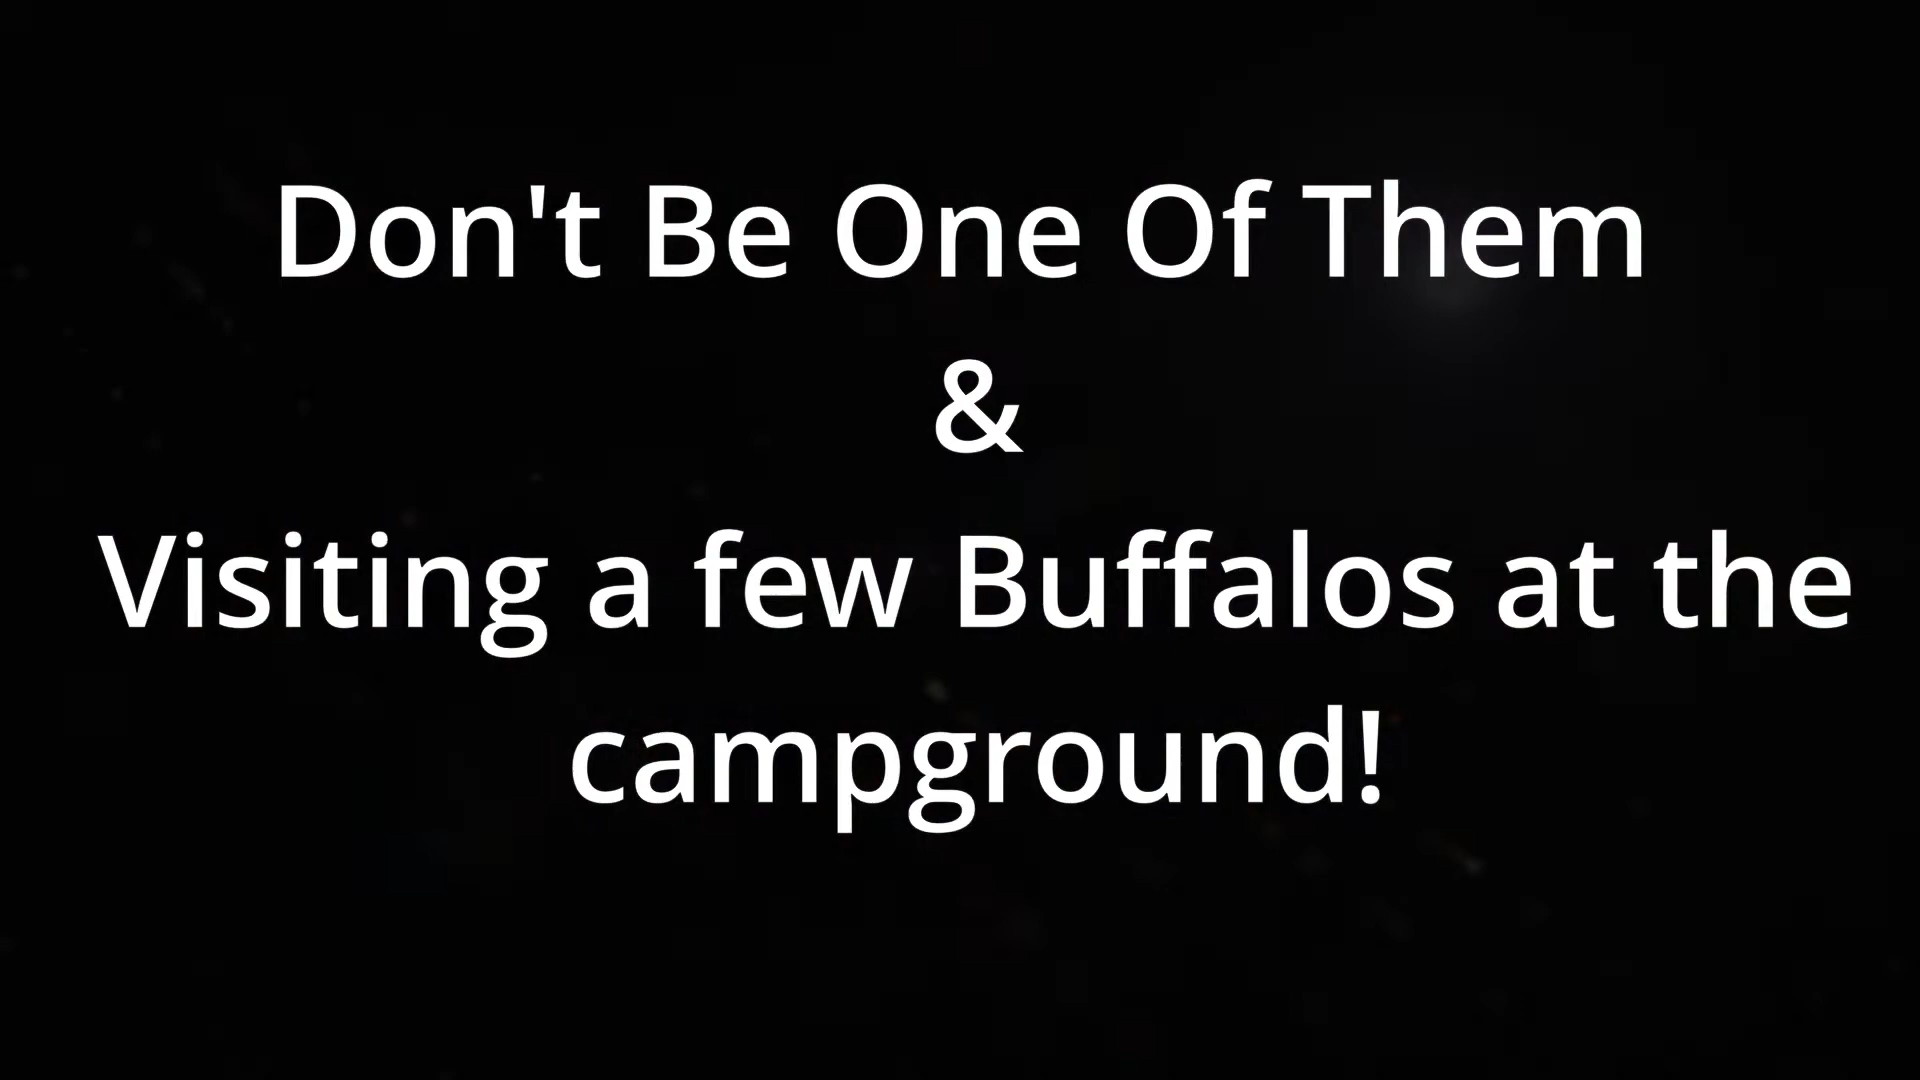 Don't Be One Of Them
&
Visiting a few Buffalos at the
campground!